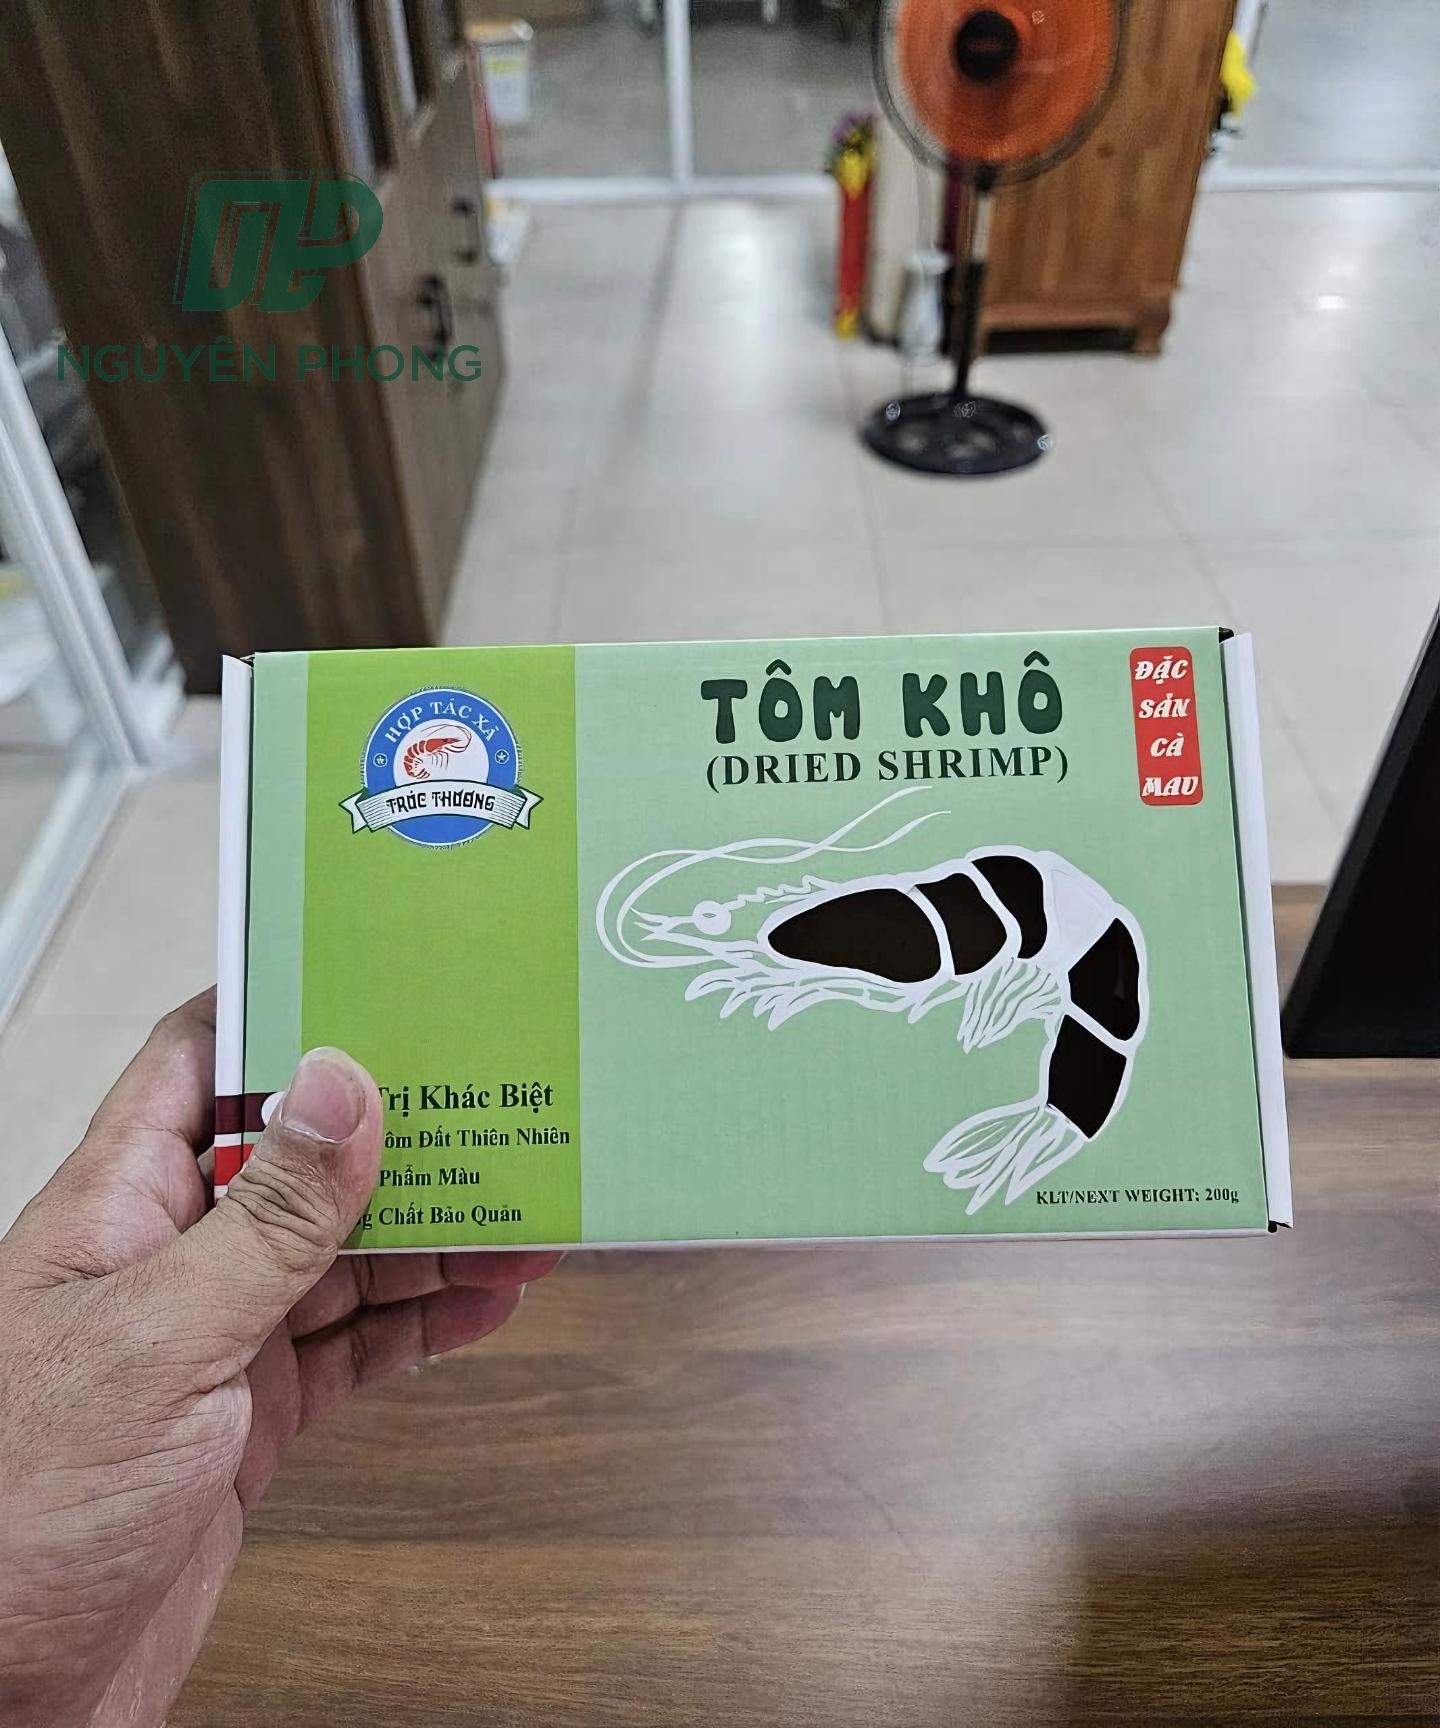 NGUYÊN PHONG
HỢP TÁC XÃ
TRÚC THƯƠNG
TÔM KHÔ
(DRIED SHRIMP)
ĐẶC
SẢN
CÀ
MAU
Trị Khác Biệt
Đất Thiên Nhiên
Phẩm Màu
Chất Bảo Quản
KLT/NEXT WEIGHT: 200g